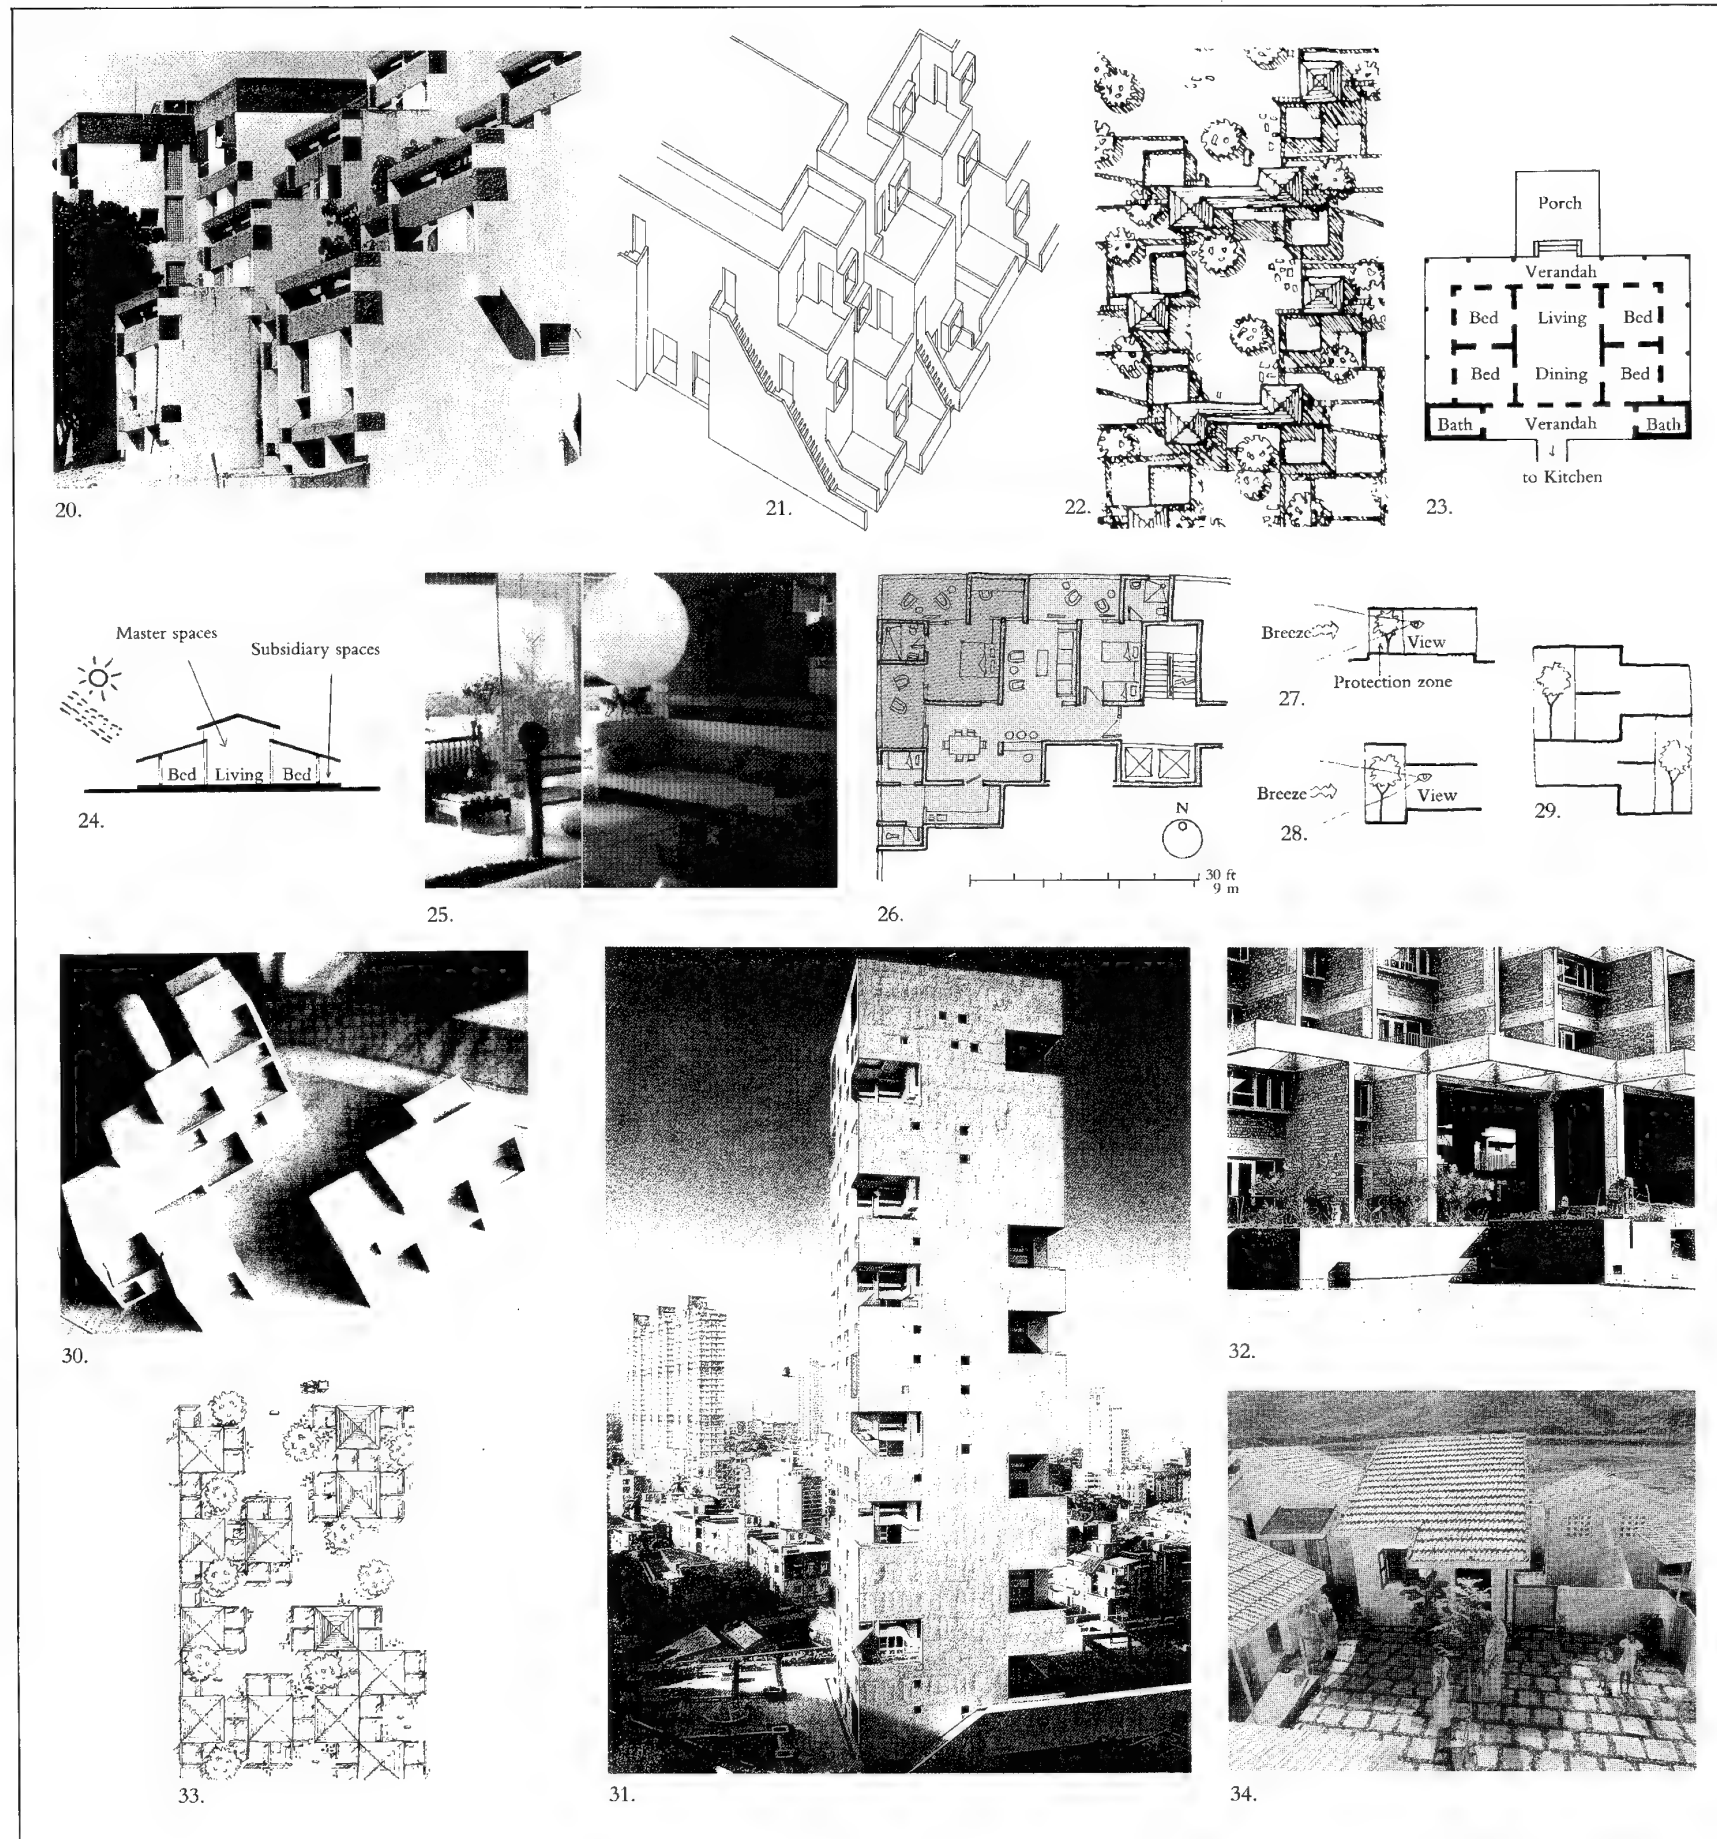 20.
21.
22.
Porch
Verandah
Bed Living Bed
Bed Dining Bed
Bath Verandah Bath
to Kitchen
23.
Master spaces
Subsidiary spaces
Bed Living Bed
24.
25.
N
30 ft
9 m
26.
Breeze
View
Protection zone
27.
Breeze
View
28.
29.
30.
31.
32.
33.
34.